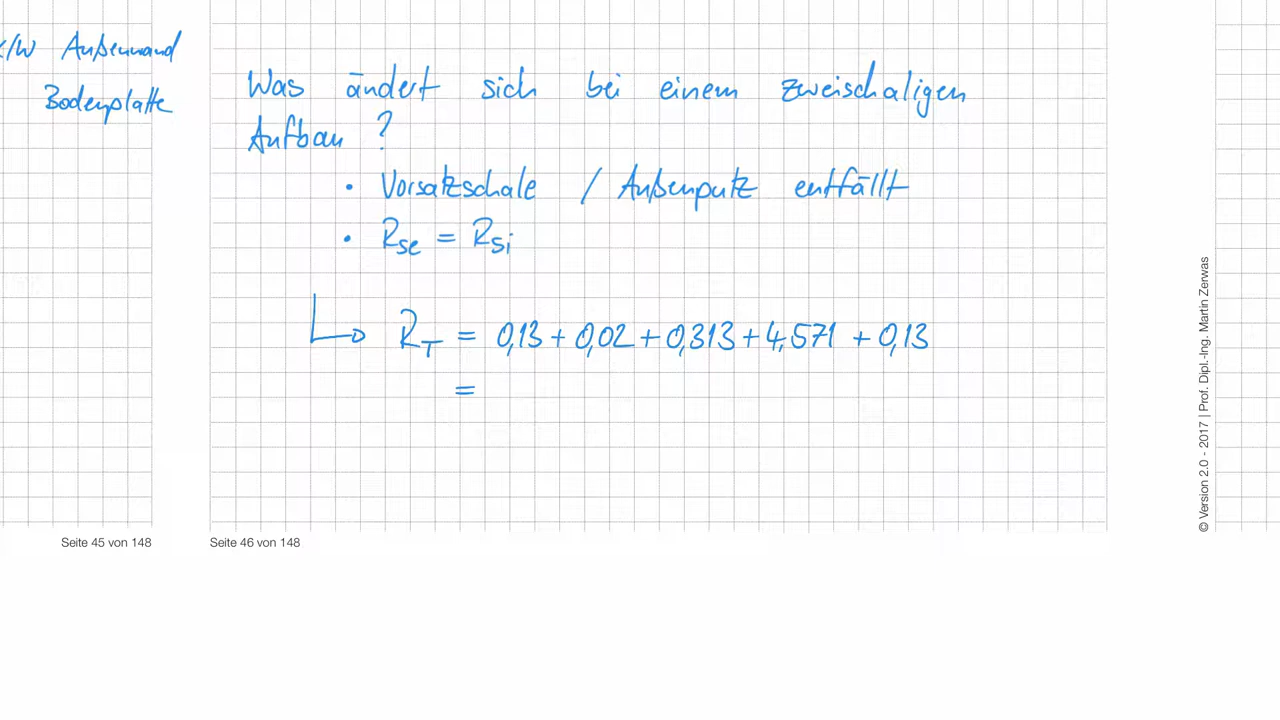 K/W Außenwand
Bodenplatte
Was ändert sich bei einem zweischaligen
Aufbau ?
• Vorsatzschale / Außenputz entfällt
• Rse = Rsi
RT = 0,13 + 0,02 + 0,313 + 4,571 + 0,13
=
Seite 45 von 148
Seite 46 von 148
© Version 2.0 - 2017 | Prof. Dipl.-Ing. Martin Zerwas